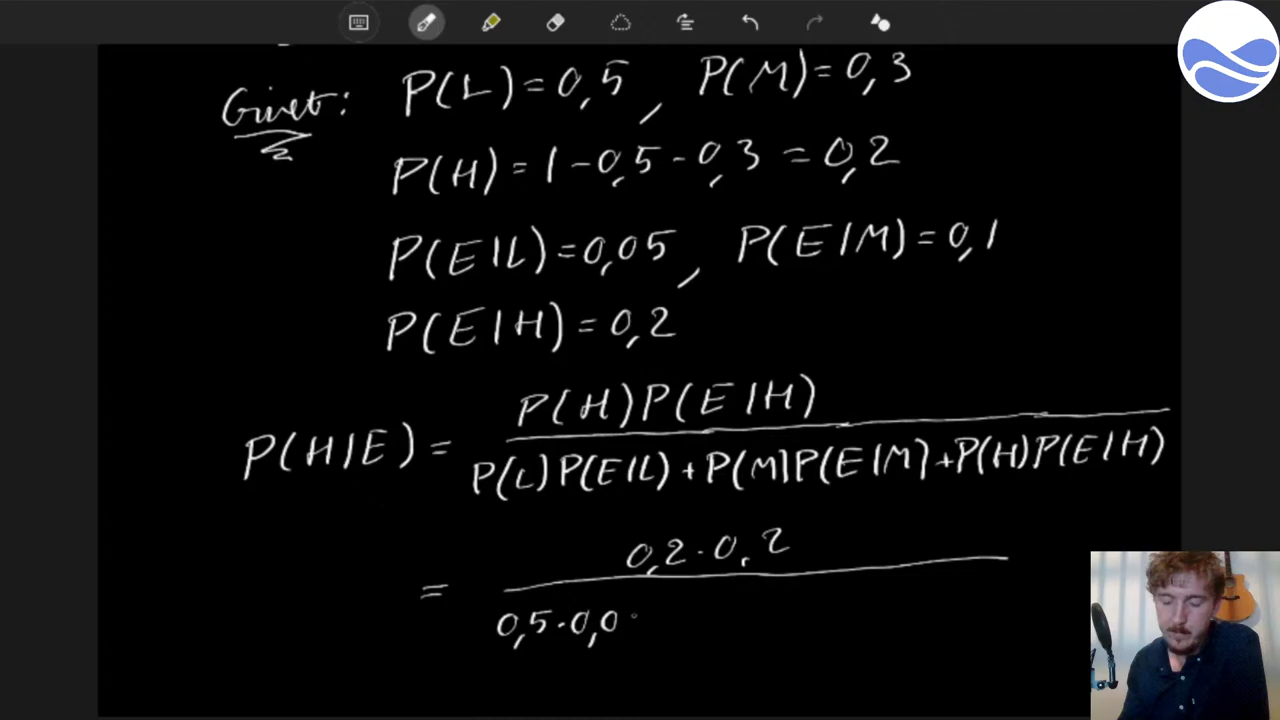 Givet: P(L)=0,5, P(M)=0,3
P(H)=1-0,5-0,3=0,2
P(E|L)=0,05, P(E|M)=0,1
P(E|H)=0,2
P(H)P(E|H)
P(H|E)=
P(L)P(E|L)+P(M)P(E|M)+P(H)P(E|H)
0,2·0,2
=
0,5·0,0